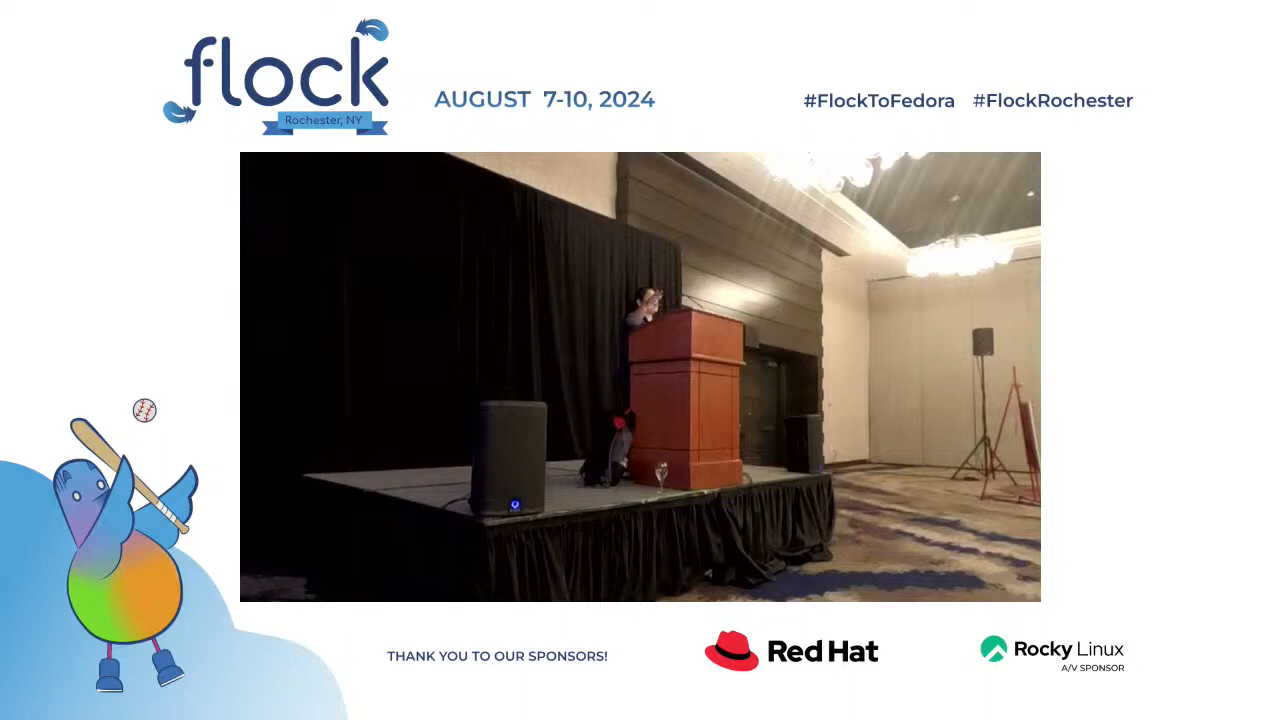 flock
Rochester, NY
AUGUST 7-10, 2024
#FlockToFedora #FlockRochester
THANK YOU TO OUR SPONSORS!
Red Hat
Rocky Linux
A/V SPONSOR